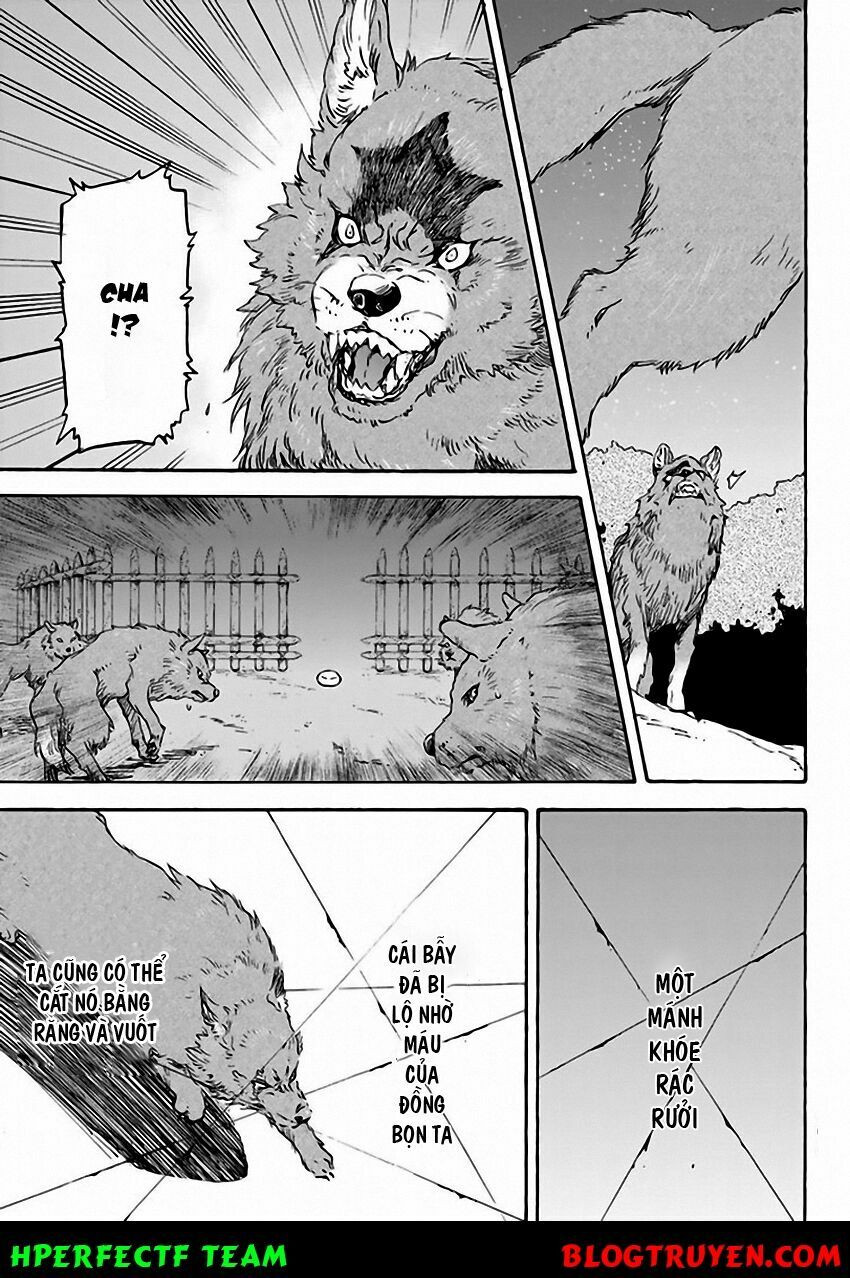 CHA
!?
MỘT
MÁNH
KHÓE
RÁC
RƯỞI
CÁI BẪY
ĐÃ BỊ
LỘ NHỜ
MÁU
CỦA
ĐỒNG
BỌN TA
TA CŨNG CÓ THỂ
CẮT NÓ BẰNG
RĂNG VÀ VUỐT
HPERFECTF TEAM
BLOGTRUYEN.COM